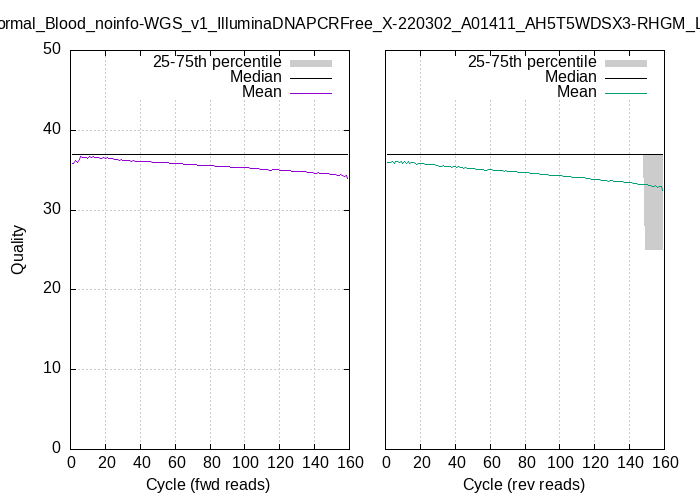 ormal_Blood_noinfo-WGS_v1_IlluminaDNAPCRFree_X-220302_A01411_AH5T5WDSX3-RHGM_L
25-75th percentile
Median
Mean
25-75th percentile
Median
Mean
Quality
50
40
30
20
10
0
0 20 40 60 80 100 120 140 160
0 20 40 60 80 100 120 140 160
Cycle (fwd reads)
Cycle (rev reads)